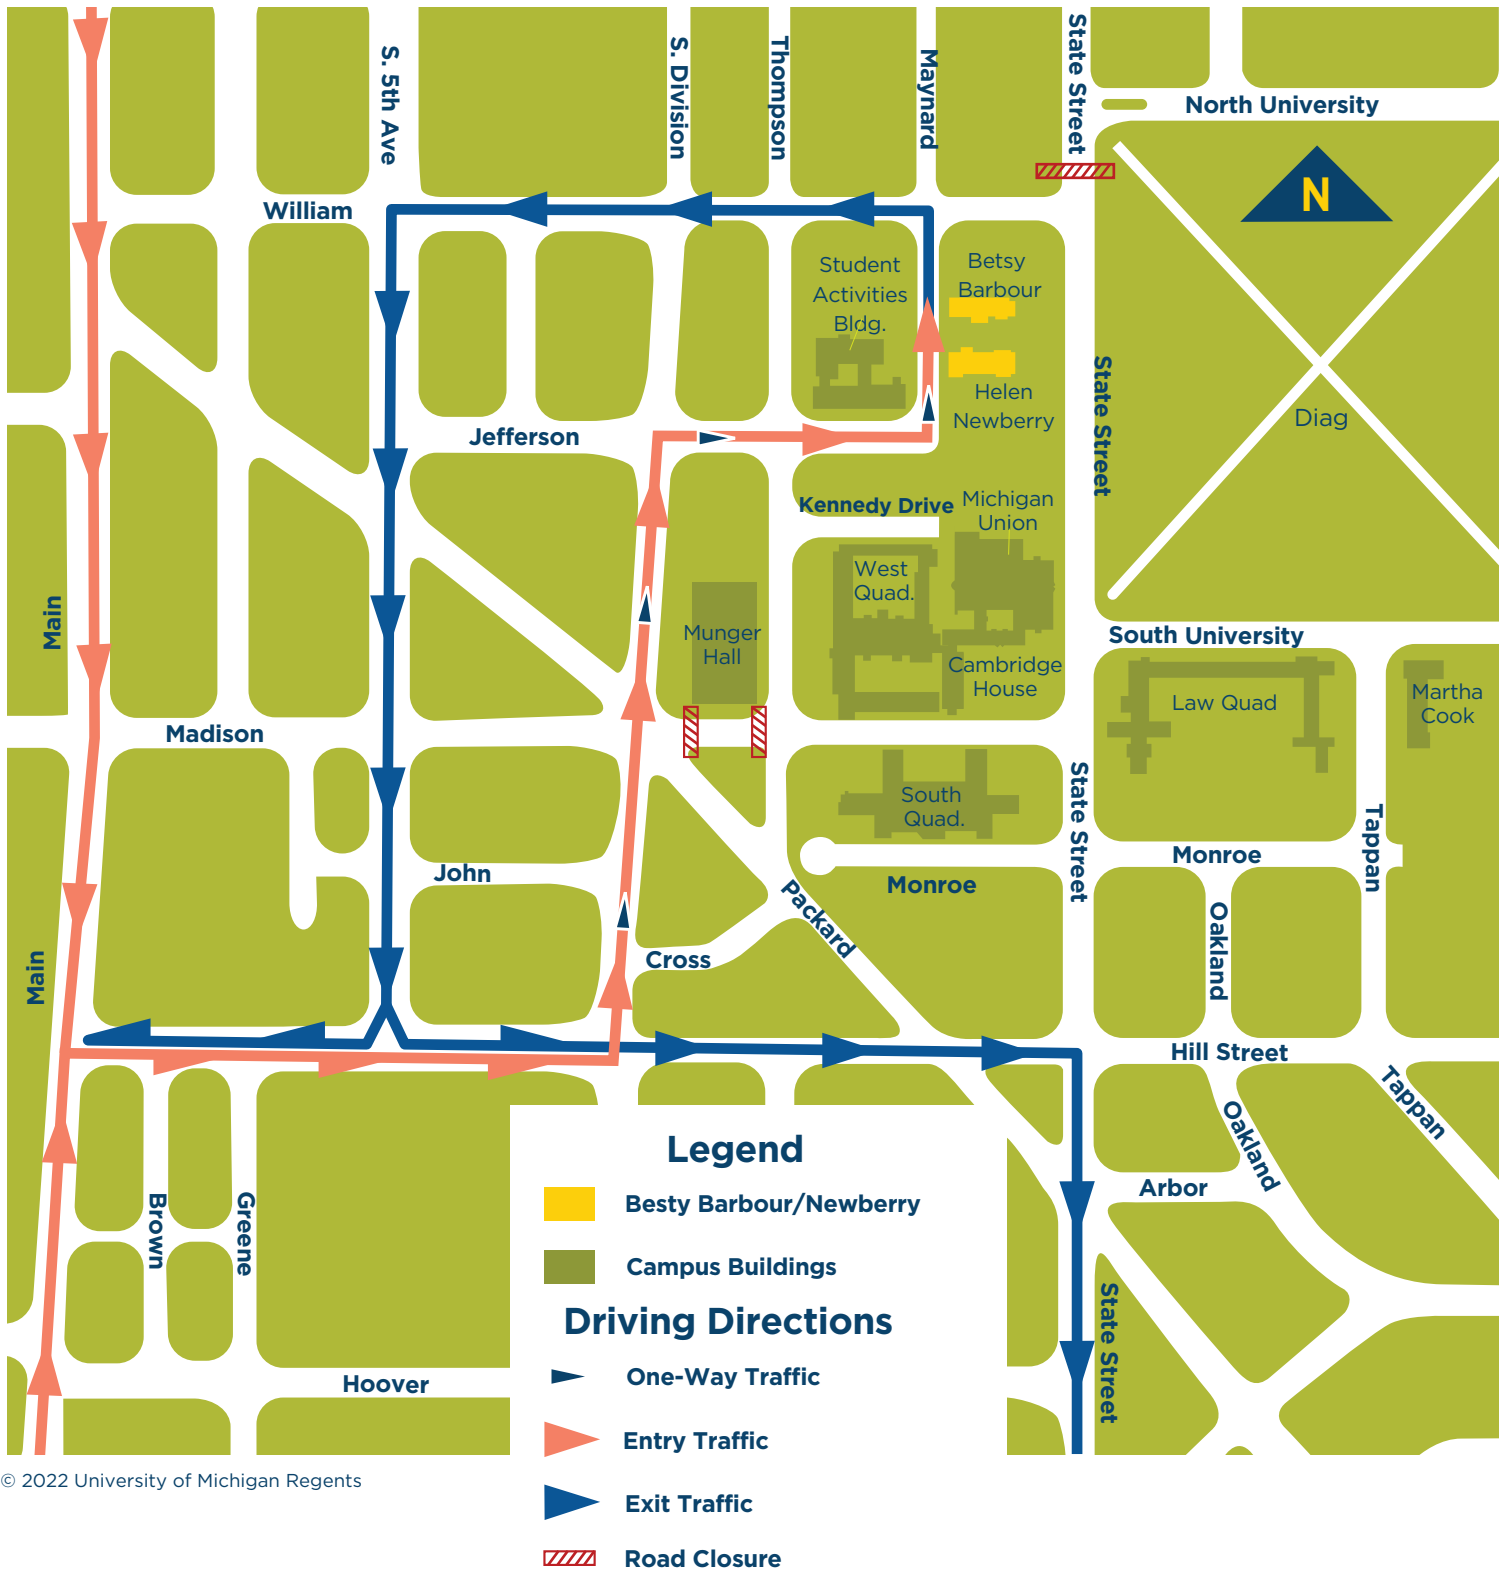 S. 5th Ave
S. Division
Thompson
Maynard
State Street
North University
N
William
Student
Activities
Bldg.
Betsy
Barbour
Helen
Newberry
State Street
Diag
Jefferson
Kennedy Drive
Michigan
Union
West
Quad.
Main
Munger
Hall
South University
Cambridge
House
Law Quad
Martha
Cook
Madison
State Street
South
Quad.
Tappan
Monroe
John
Monroe
Packard
Oakland
Main
Cross
Hill Street
Tappan
Oakland
Arbor
Brown
Greene
State Street
Hoover
Legend
Besty Barbour/Newberry
Campus Buildings
Driving Directions
One-Way Traffic
Entry Traffic
Exit Traffic
Road Closure
© 2022 University of Michigan Regents